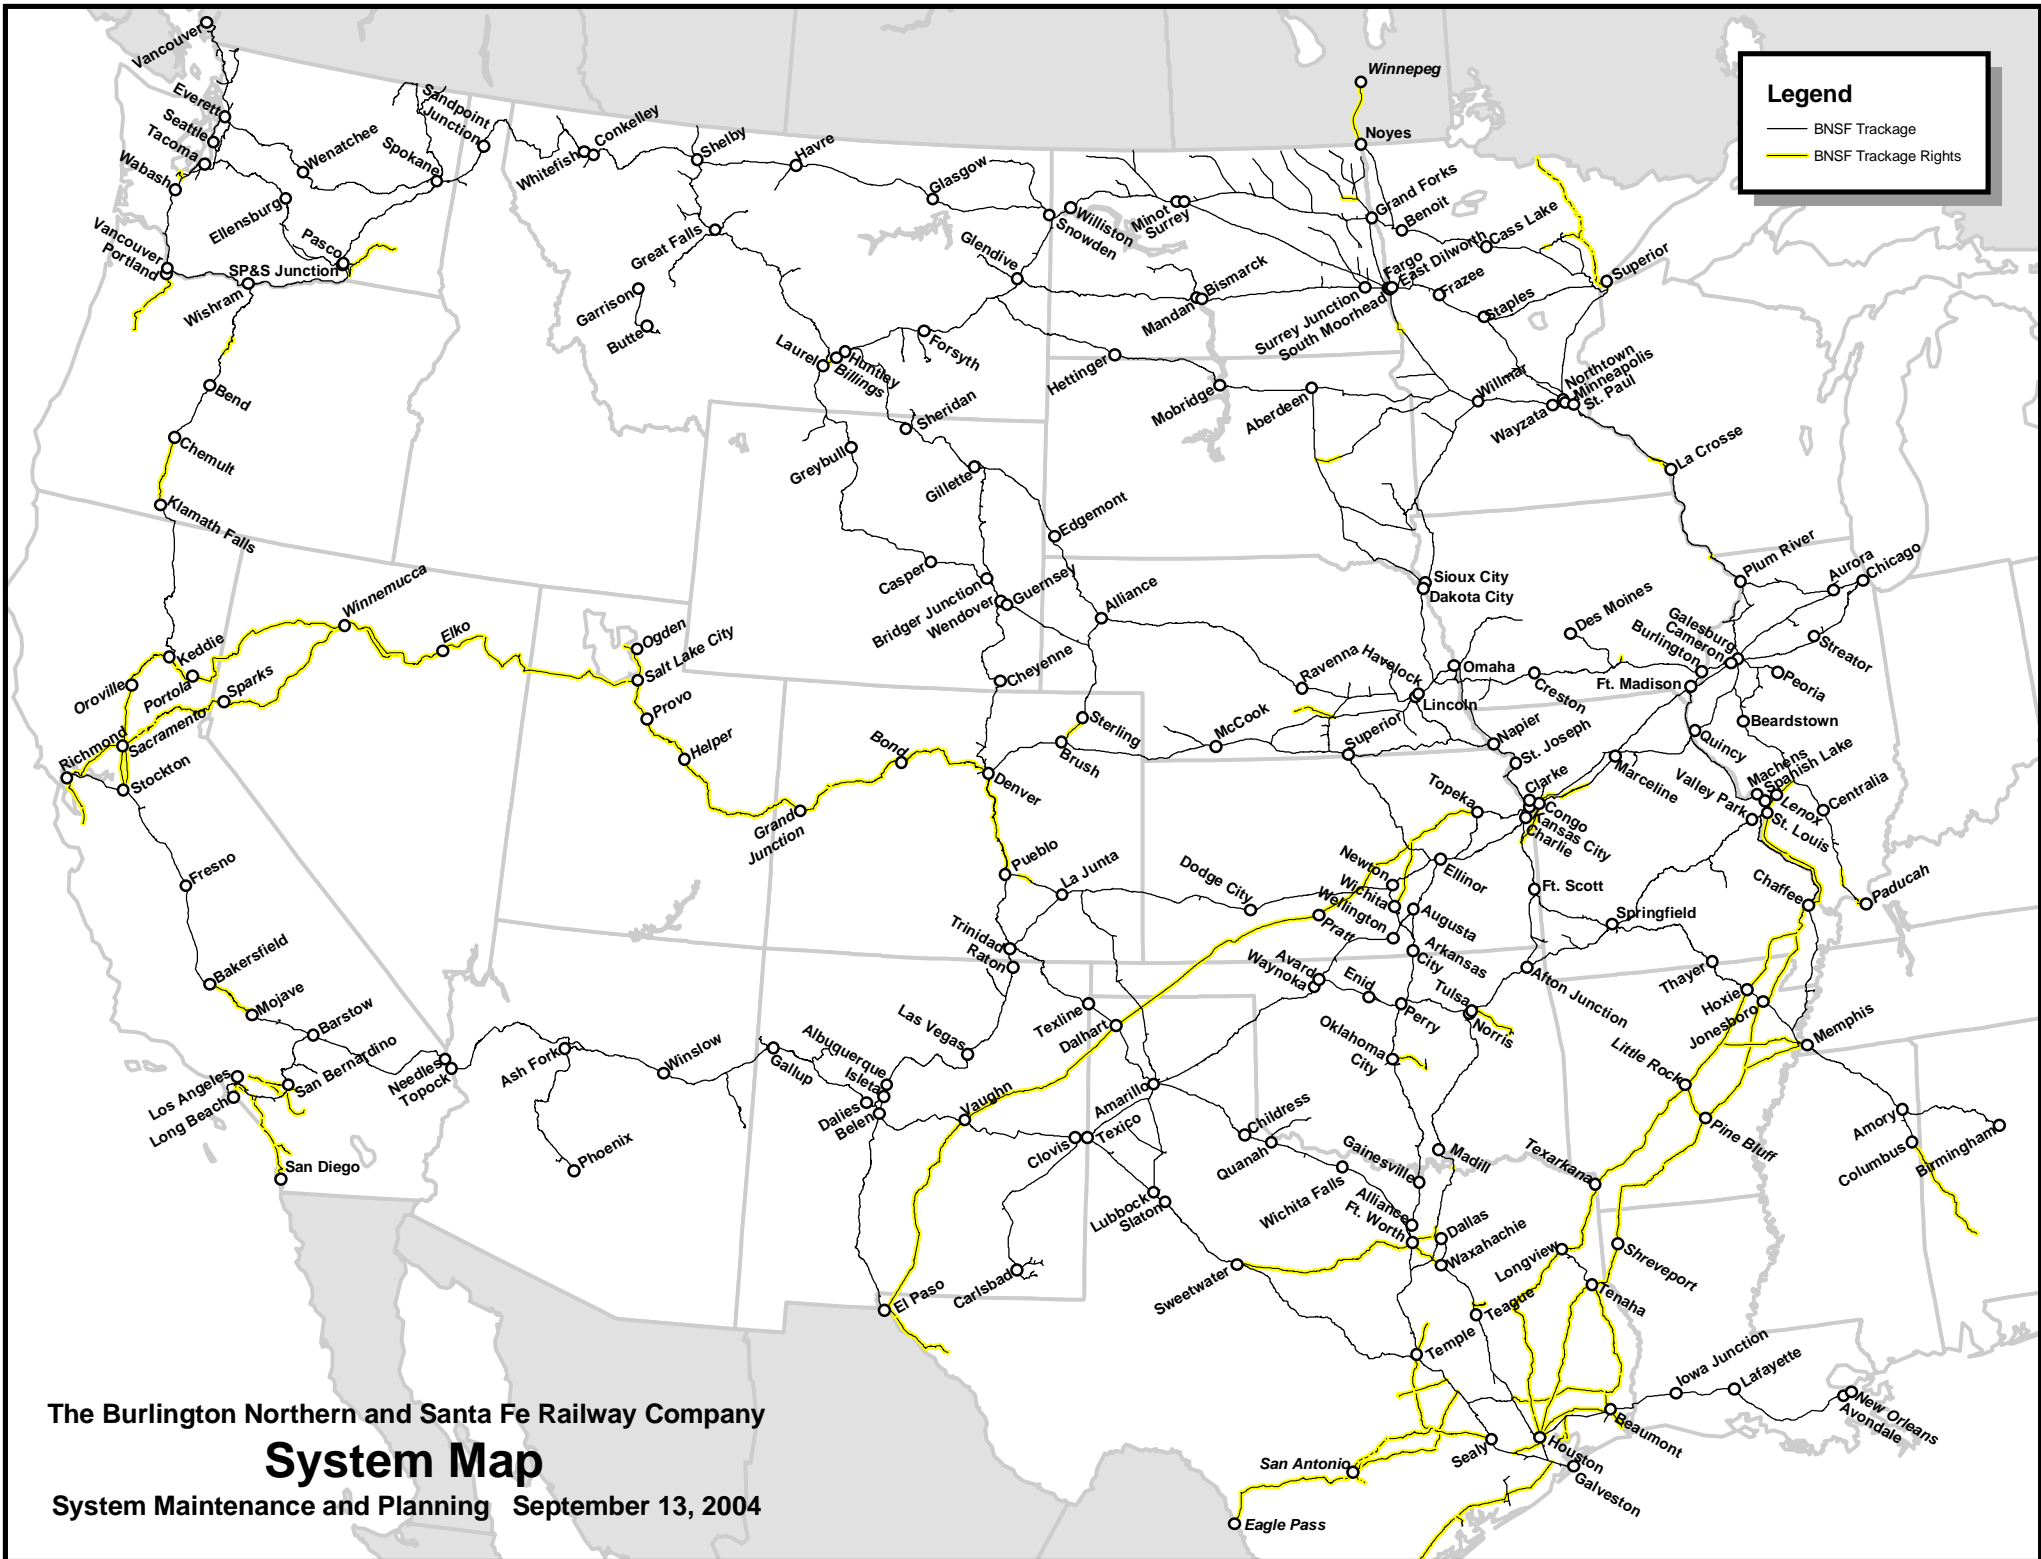 Winnepeg
Legend
BNSF Trackage
BNSF Trackage Rights
Vancouver
Everett
Seattle
Tacoma
Wabash
Wenatchee
Spokane
Sandpoint
Junction
Whitefish
Conkelley
Shelby
Havre
Glasgow
Noyes
Ellensburg
Pasco
Vancouver
Portland
SP&S Junction
Wishram
Great Falls
Garrison
Butte
Glendive
Snowden
Williston
Minot
Surrey
Grand Forks
Benoit
Cass Lake
Superior
Mandan
Bismarck
Surrey Junction
South Moorhead
Fargo
East Dilworth
Frazee
Staples
Bend
Chemult
Klamath Falls
Laurel
Huntley
Billings
Forsyth
Sheridan
Hettinger
Mobridge
Aberdeen
Willmar
Wayzata
Northtown
Minneapolis
St. Paul
La Crosse
Greybull
Gillette
Edgemont
Casper
Bridger Junction
Wendover
Guernsey
Alliance
Cheyenne
Sioux City
Dakota City
Des Moines
Plum River
Aurora
Chicago
Galesburg
Cameron
Burlington
Streator
Peoria
Ft. Madison
Beardstown
Quincy
Winnemucca
Elko
Ogden
Salt Lake City
Provo
Helper
Grand
Junction
Bond
Keddie
Portola
Oroville
Sparks
Sacramento
Richmond
Stockton
Fresno
Bakersfield
Mojave
Barstow
Denver
Sterling
Brush
McCook
Ravenna
Havelock
Omaha
Lincoln
Creston
Superior
Napier
St. Joseph
Marceline
Valley Park
Machens
Spanish Lake
Lenox
St. Louis
Centralia
Topeka
Clarke
Congo
Kansas City
Charlie
Pueblo
La Junta
Dodge City
Newton
Wichita
Wellington
Ellinor
Augusta
Pratt
Arkansas
City
Ft. Scott
Springfield
Chaffee
Paducah
Trinidad
Raton
Avard
Waynoka
Enid
Perry
Tulsa
Norris
Afton Junction
Thayer
Hoxie
Jonesboro
Memphis
Los Angeles
Long Beach
San Bernardino
San Diego
Needles
Topock
Ash Fork
Phoenix
Winslow
Gallup
Albuquerque
Isleta
Dalies
Belen
Las Vegas
Texline
Dalhart
Vaughn
Amarillo
Clovis
Texico
Oklahoma
City
Little Rock
Pine Bluff
Amory
Columbus
Birmingham
Childress
Quanah
Wichita Falls
Gainesville
Madill
Texarkana
Lubbock
Slaton
Alliance
Ft. Worth
Dallas
Waxahachie
Longview
Shreveport
El Paso
Carlsbad
Sweetwater
Teague
Tenaha
Temple
Iowa Junction
Lafayette
New Orleans
Avondale
Beaumont
Sealy
Houston
Galveston
San Antonio
Eagle Pass
The Burlington Northern and Santa Fe Railway Company
System Map
System Maintenance and Planning September 13, 2004